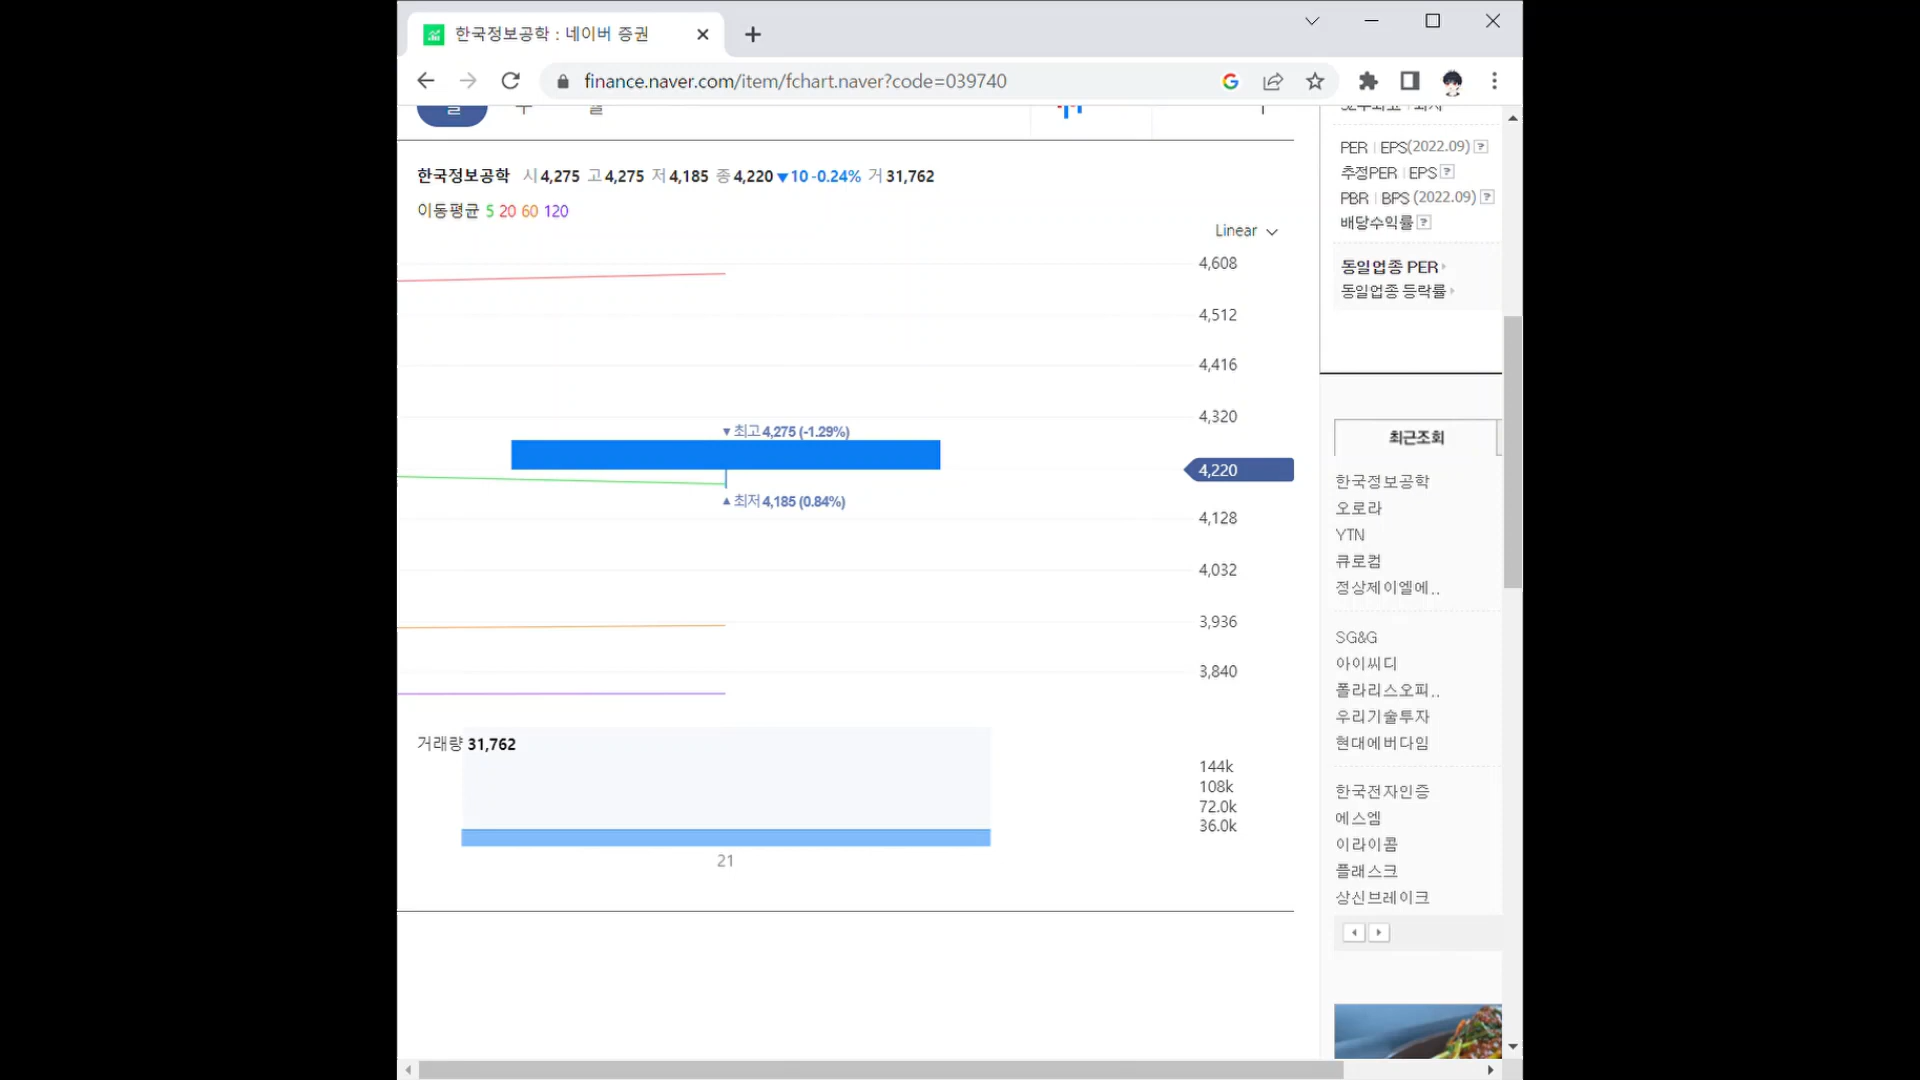 한국정보공학 : 네이버 증권
finance.naver.com/item/fchart.naver?code=039740
일
한국정보공학 시4,275 고4,275 저4,185 종4,220▼10 -0.24% 거31,762
이동평균 5 20 60 120
Linear
4,608
4,512
4,416
4,320
▼최고4,275 (-1.29%)
4,220
▲최저4,185 (0.84%)
4,128
4,032
3,936
3,840
거래량 31,762
144k
108k
72.0k
36.0k
21
PER | EPS(2022.09) ?
추정PER | EPS ?
PBR | BPS (2022.09) ?
배당수익률 ?
동일업종 PER
동일업종 등락률
최근조회
한국정보공학
오로라
YTN
큐로컴
정상제이엘에..
SG&G
아이씨디
폴라리스오피..
우리기술투자
현대에버다임
한국전자인증
에스엠
이라이콤
플래스크
상신브레이크